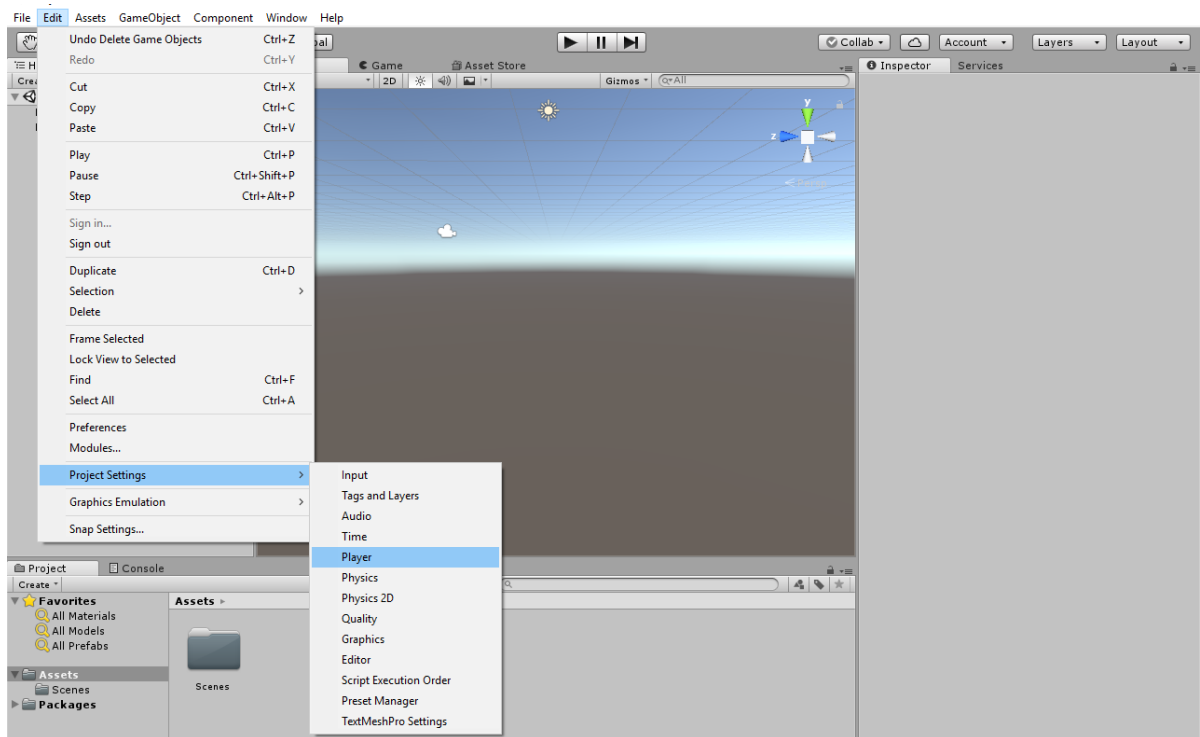 File Edit Assets GameObject Component Window Help
Undo Delete Game Objects Ctrl+Z
Redo Ctrl+Y
Cut Ctrl+X
Copy Ctrl+C
Paste Ctrl+V
Play Ctrl+P
Pause Ctrl+Shift+P
Step Ctrl+Alt+P
Sign in...
Sign out
Duplicate Ctrl+D
Selection
Delete
Frame Selected
Lock View to Selected
Find Ctrl+F
Select All Ctrl+A
Preferences
Modules...
Project Settings
Graphics Emulation
Snap Settings...
Input
Tags and Layers
Audio
Time
Player
Physics
Physics 2D
Quality
Graphics
Editor
Script Execution Order
Preset Manager
TextMeshPro Settings
Collab Account Layers Layout
Game Asset Store
2D Gizmos All
y
z
Inspector Services
Project Console
Create
Favorites
All Materials
All Models
All Prefabs
Assets
Scenes
Packages
Assets
Scenes